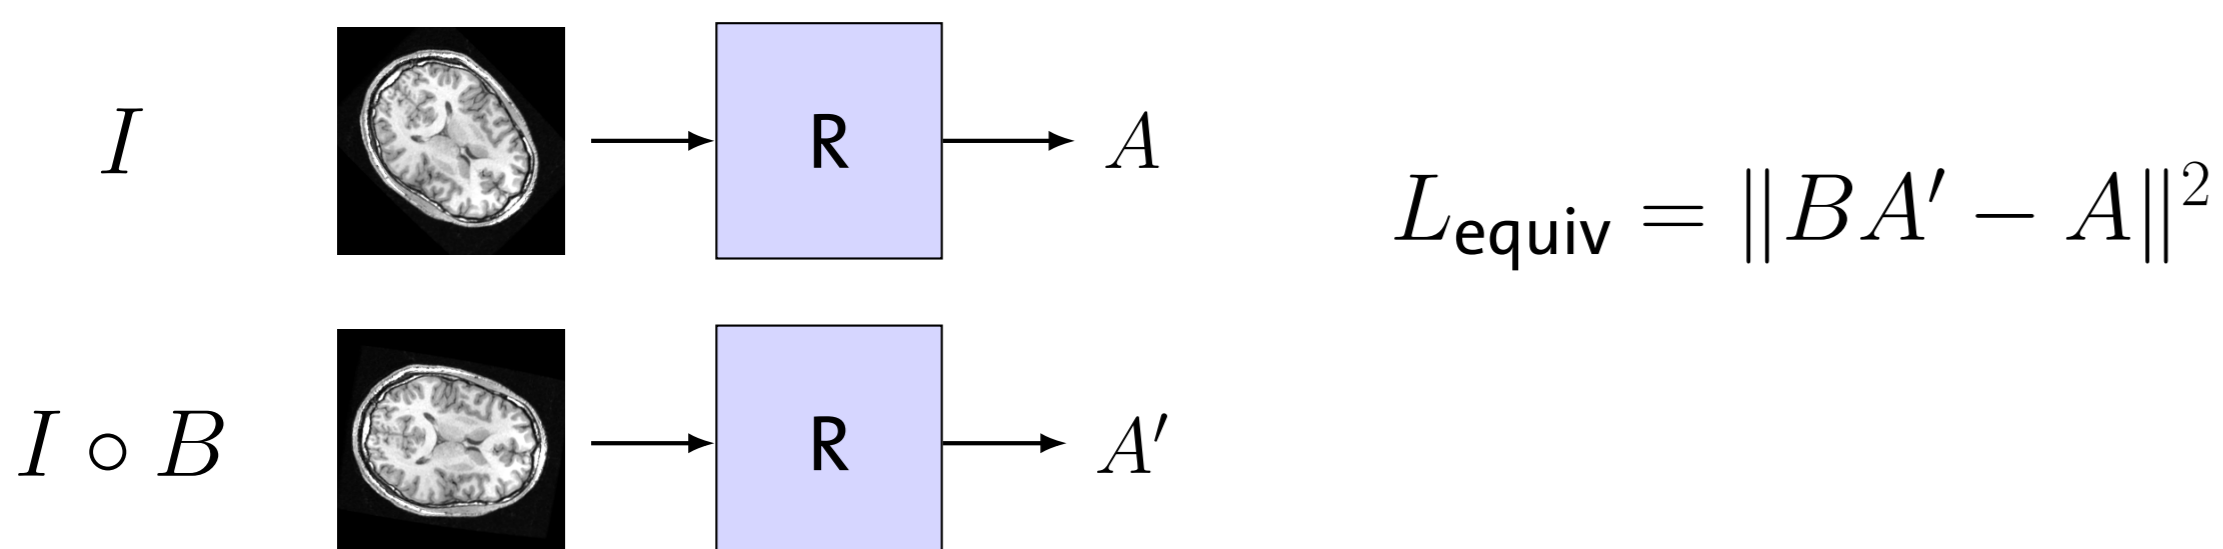 I
R
A
L_equiv = ‖BA′ − A‖²
I ∘ B
R
A′